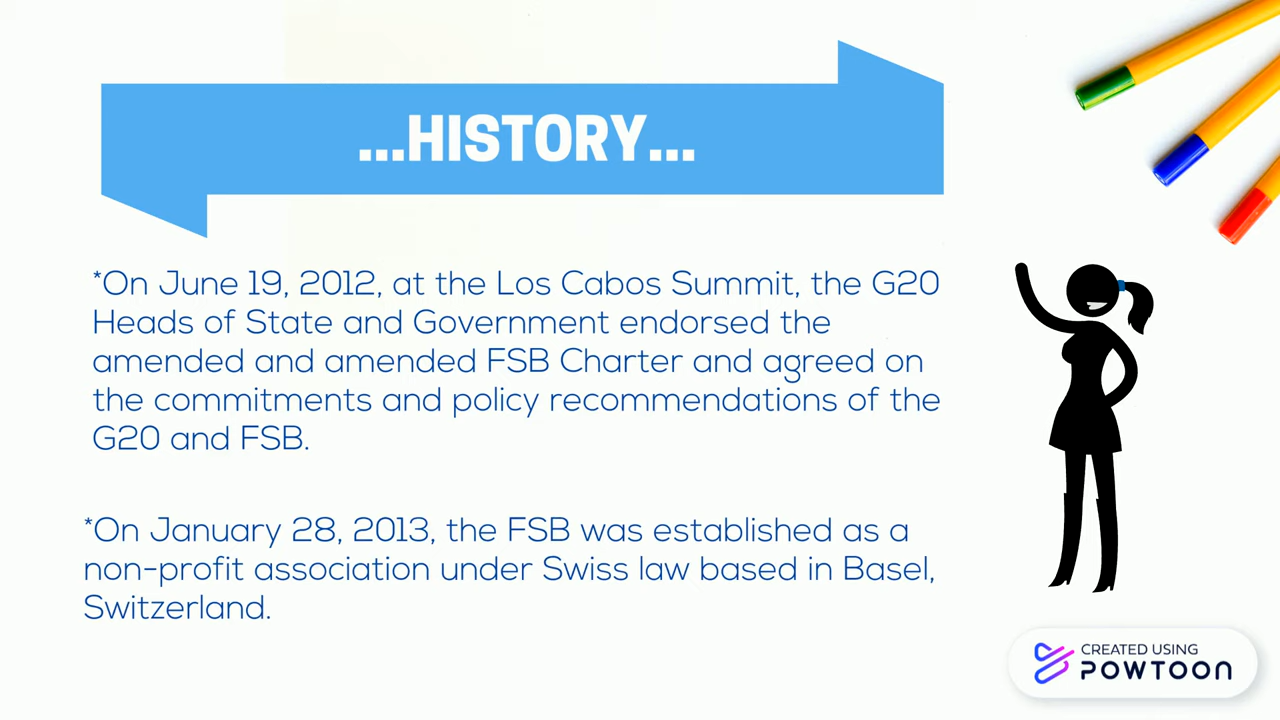 ...HISTORY...
*On June 19, 2012, at the Los Cabos Summit, the G20
Heads of State and Government endorsed the
amended and amended FSB Charter and agreed on
the commitments and policy recommendations of the
G20 and FSB.
*On January 28, 2013, the FSB was established as a
non-profit association under Swiss law based in Basel,
Switzerland.
CREATED USING
POWTOON